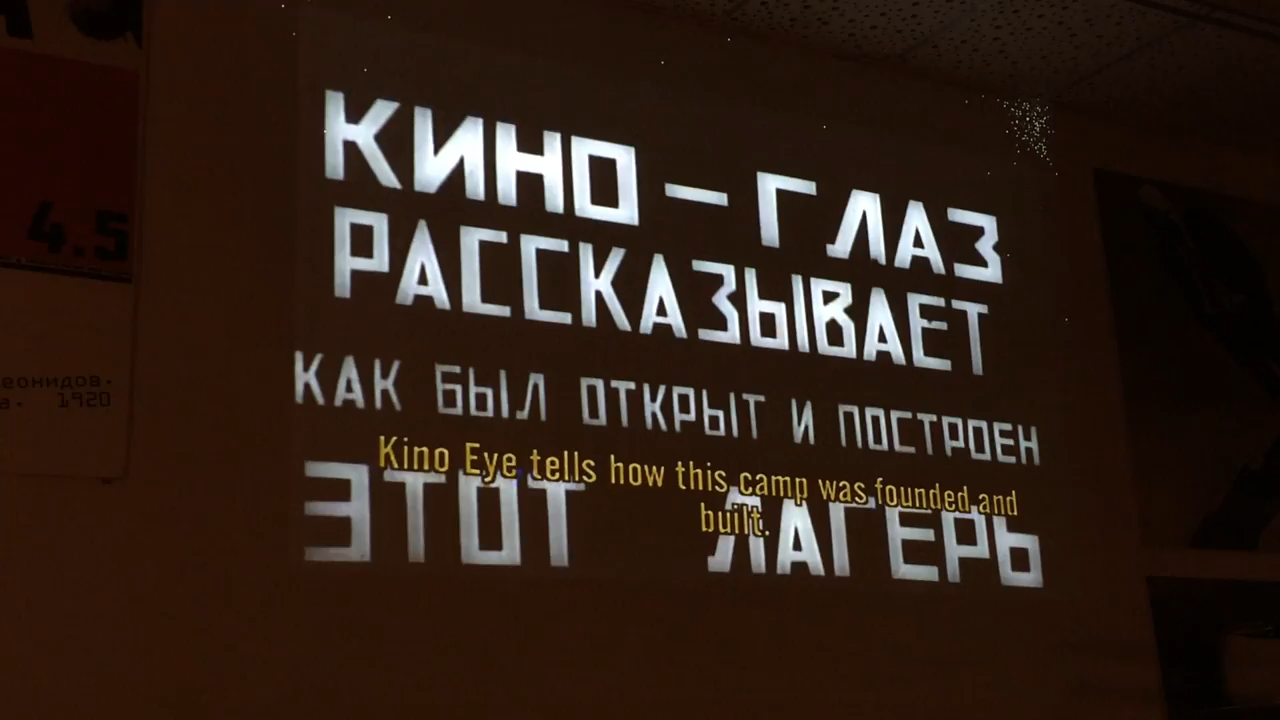 4.5
еонидов.
а. 1920
КИНО-ГЛАЗ
РАССКАЗЫВАЕТ
КАК БЫЛ ОТКРЫТ И ПОСТРОЕН
ЭТОТ ЛАГЕРЬ
Kino Eye tells how this camp was founded and
built.